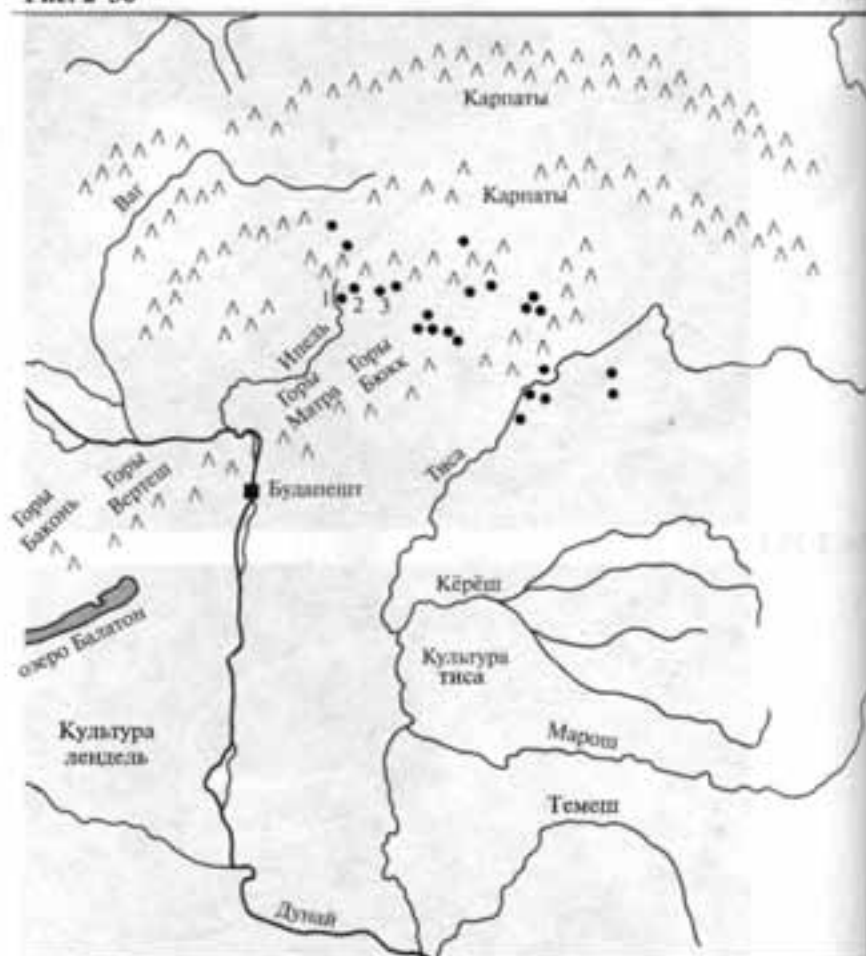 Карпаты
Карпаты
Ваг
1
2
3
Ипель
Горы
Матра
Горы
Бюкк
Горы
Вертеш
Горы
Баконь
Будапешт
Тиса
озеро Балатон
Кёрёш
Культура
тиса
Культура
лендель
Марош
Темеш
Дунай